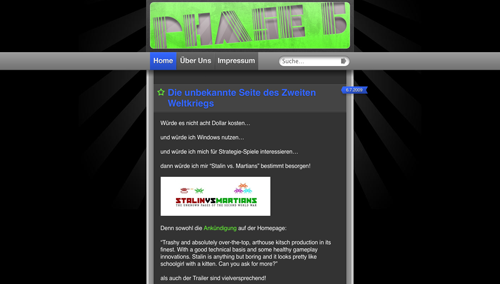 PHASE 6
Home Über Uns Impressum Suche...
Die unbekannte Seite des Zweiten
Weltkriegs
6.7.2009
Würde es nicht acht Dollar kosten…
und würde ich Windows nutzen…
und würde ich mich für Strategie-Spiele interessieren…
dann würde ich mir “Stalin vs. Martians” bestimmt besorgen!
STALINVSMARTIANS
THE UNKNOWN PAGES OF THE SECOND WORLD WAR
Denn sowohl die Ankündigung auf der Homepage:
“Trashy and absolutely over-the-top, arthouse kitsch production in its
finest. With a good technical basis and some healthy gameplay
innovations. Stalin is anything but boring and it looks pretty like
schoolgirl with a kitten. Can you ask for more?”
als auch der Trailer sind vielversprechend!